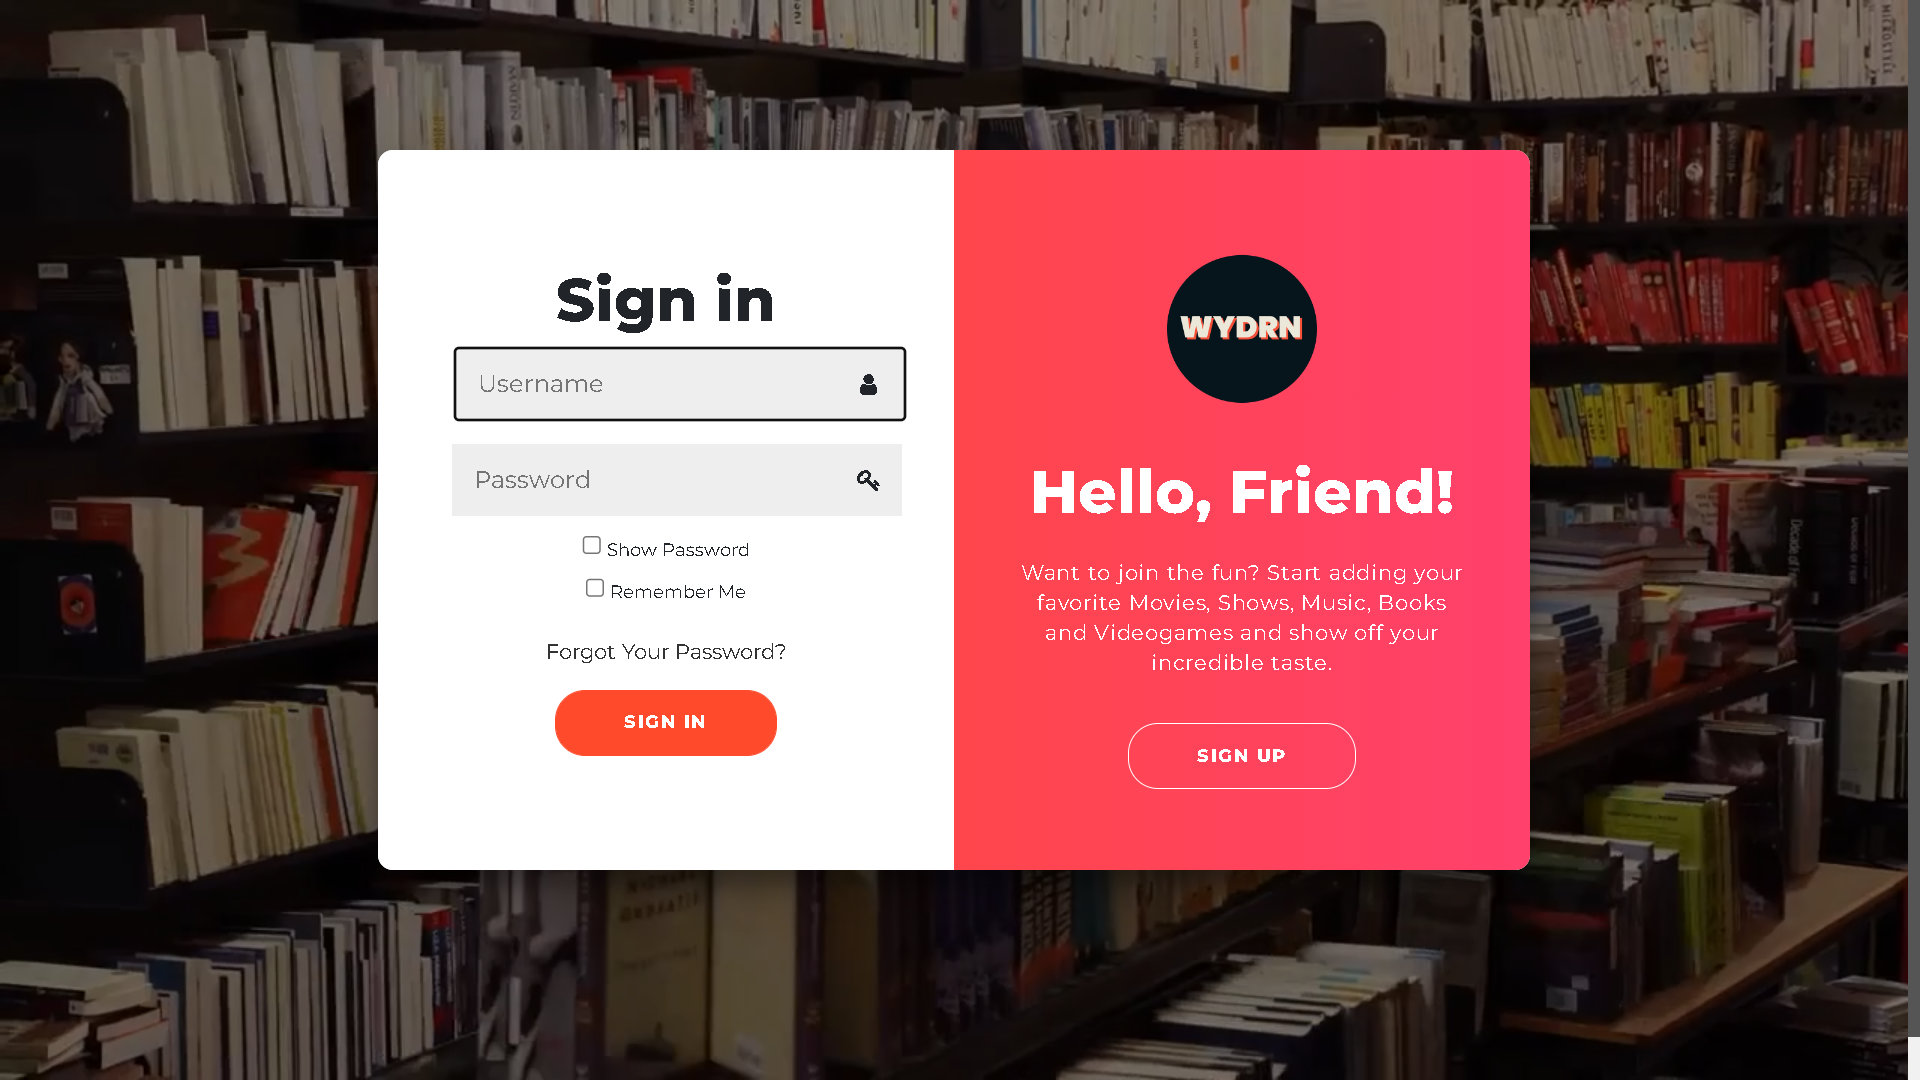 Sign in
Username
Password
Show Password
Remember Me
Forgot Your Password?
SIGN IN
WYDRN
Hello, Friend!
Want to join the fun? Start adding your
favorite Movies, Shows, Music, Books
and Videogames and show off your
incredible taste.
SIGN UP